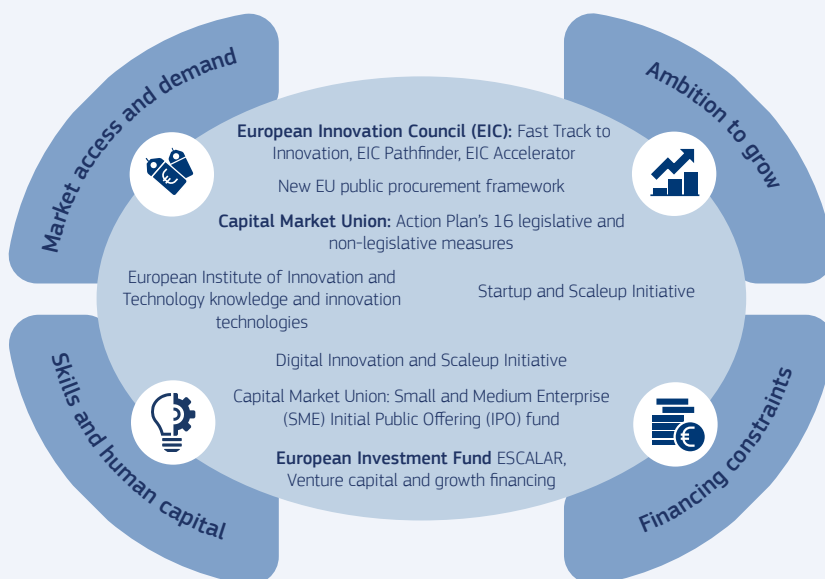 Market access and demand
Ambition to grow
European Innovation Council (EIC): Fast Track to
Innovation, EIC Pathfinder, EIC Accelerator
New EU public procurement framework
Capital Market Union: Action Plan's 16 legislative and
non-legislative measures
European Institute of Innovation and
Technology knowledge and innovation
technologies
Startup and Scaleup Initiative
Digital Innovation and Scaleup Initiative
Capital Market Union: Small and Medium Enterprise
(SME) Initial Public Offering (IPO) fund
European Investment Fund ESCALAR,
Venture capital and growth financing
Skills and human capital
Financing constraints